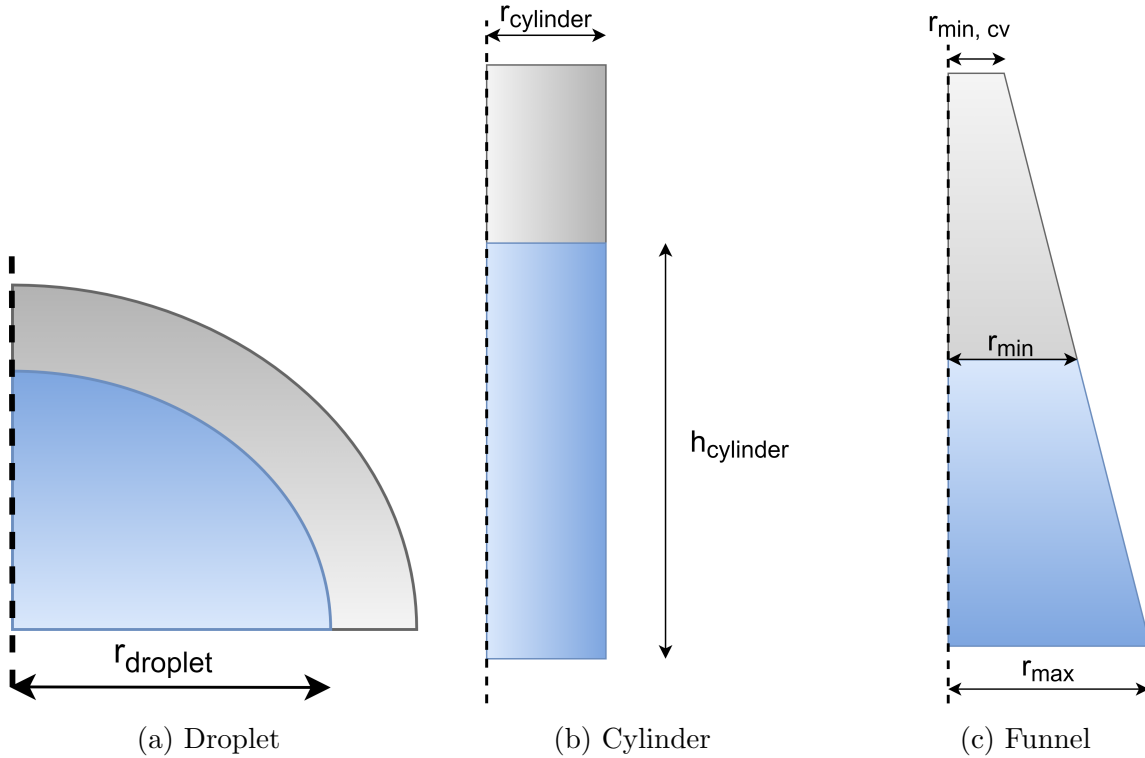 r_droplet
(a) Droplet
r_cylinder
h_cylinder
(b) Cylinder
r_min, cv
r_min
r_max
(c) Funnel